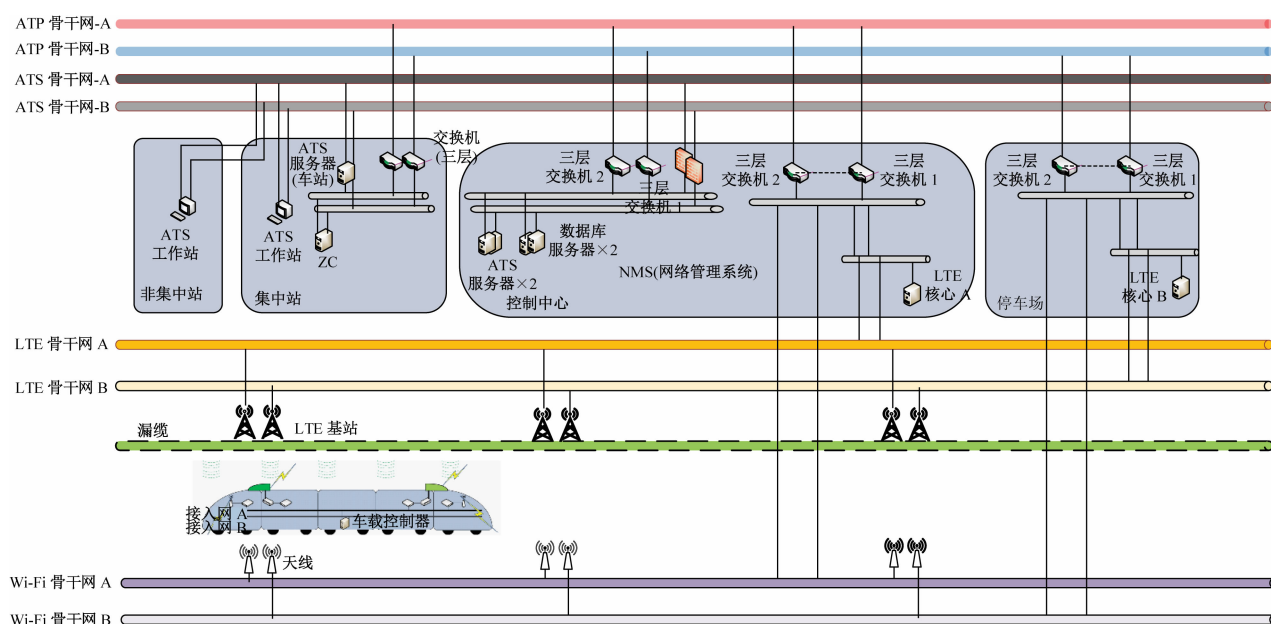 ATP 骨干网-A
ATP 骨干网-B
ATS 骨干网-A
ATS 骨干网-B
ATS
工作站
非集中站
ATS
服务器
(车站)
交换机
(三层)
ATS
工作站
ZC
集中站
三层
交换机 2
三层
交换机 1
ATS
服务器×2
数据库
服务器×2
NMS(网络管理系统)
控制中心
三层
交换机 2
三层
交换机 1
LTE
核心 A
三层
交换机 2
三层
交换机 1
LTE
核心 B
停车场
LTE 骨干网 A
LTE 骨干网 B
漏缆
LTE 基站
接入网 A
接入网 B
车载控制器
天线
Wi-Fi 骨干网 A
Wi-Fi 骨干网 B